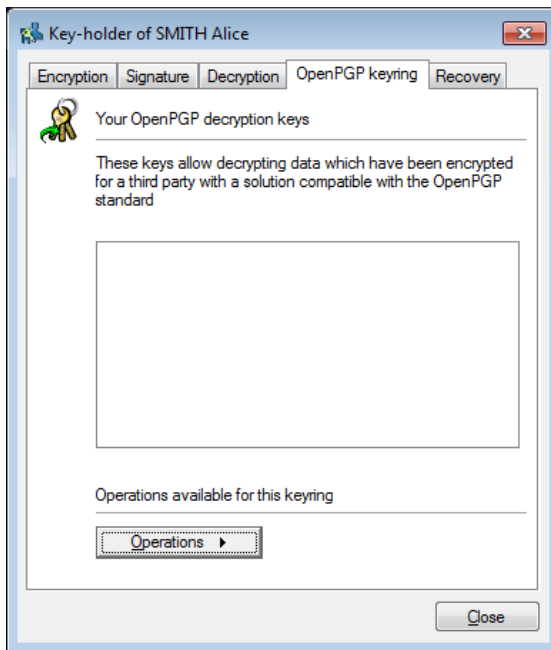 Key-holder of SMITH Alice
Encryption Signature Decryption OpenPGP keyring Recovery
Your OpenPGP decryption keys
These keys allow decrypting data which have been encrypted
for a third party with a solution compatible with the OpenPGP
standard
Operations available for this keyring
Operations
Close